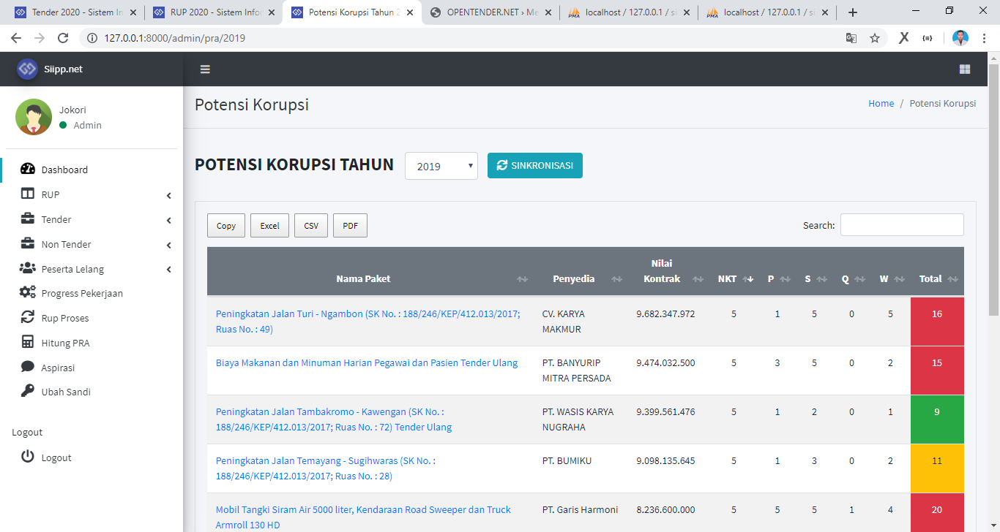 Tender 2020 - Sistem In
RUP 2020 - Sistem Infor
Potensi Korupsi Tahun 2
OPENTENDER.NET › Me
localhost / 127.0.0.1 / si
localhost / 127.0.0.1 / si
127.0.0.1:8000/admin/pra/2019
Siipp.net
Jokori
Admin
Dashboard
RUP
Tender
Non Tender
Peserta Lelang
Progress Pekerjaan
Rup Proses
Hitung PRA
Aspirasi
Ubah Sandi
Logout
Logout
Potensi Korupsi
Home / Potensi Korupsi
POTENSI KORUPSI TAHUN 2019 SINKRONISASI
Copy Excel CSV PDF Search:
Nama Paket Penyedia Nilai Kontrak NKT P S Q W Total
Peningkatan Jalan Turi - Ngambon (SK No. : 188/246/KEP/412.013/2017; CV. KARYA 9.682.347.972 5 1 5 0 5 16
Ruas No. : 49) MAKMUR
Biaya Makanan dan Minuman Harian Pegawai dan Pasien Tender Ulang PT. BANYURIP 9.474.032.500 5 3 5 0 2 15
MITRA PERSADA
Peningkatan Jalan Tambakromo - Kawengan (SK No. : PT. WASIS KARYA 9.399.561.476 5 1 2 0 1 9
188/246/KEP/412.013/2017; Ruas No. : 72) Tender Ulang NUGRAHA
Peningkatan Jalan Temayang - Sugihwaras (SK No. : PT. BUMIKU 9.098.135.645 5 1 3 0 2 11
188/246/KEP/412.013/2017; Ruas No. : 28)
Mobil Tangki Siram Air 5000 liter, Kendaraan Road Sweeper dan Truck PT. Garis Harmoni 8.236.600.000 5 5 5 1 4 20
Armroll 130 HD